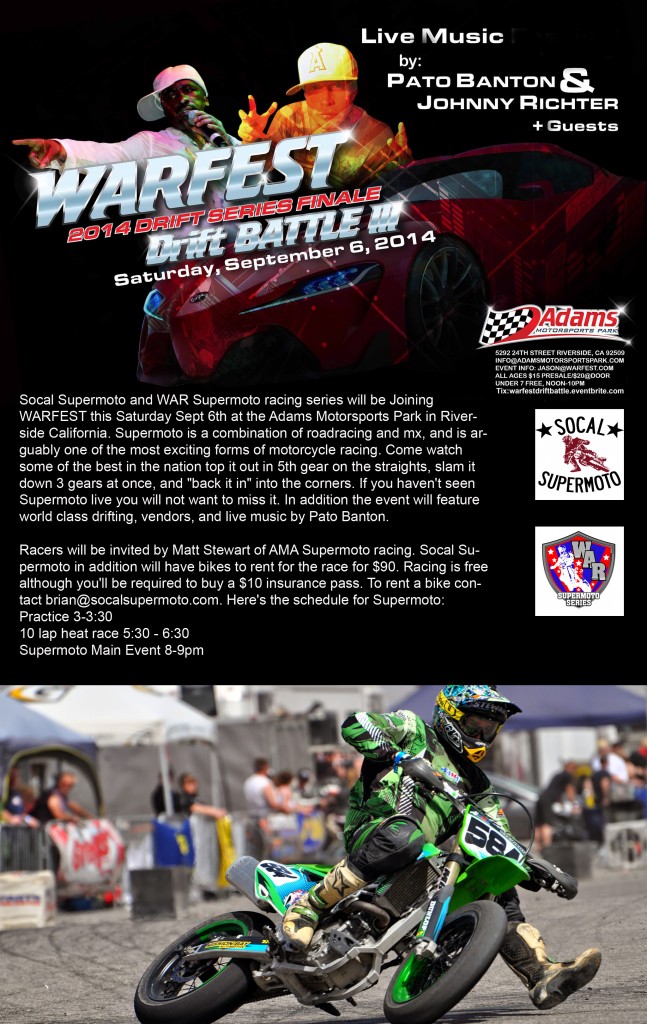 Live Music
by:
PATO BANTON &
JOHNNY RICHTER
+ Guests
A
WARFEST
2014 DRIFT SERIES FINALE
Drift BATTLE III
Saturday, September 6, 2014
Adams
MOTORSPORTS PARK
5292 24TH STREET RIVERSIDE, CA 92509
INFO@ADAMSMOTORSPORTSPARK.COM
EVENT INFO: JASON@WARFEST.COM
ALL AGES $15 PRESALE/$20@DOOR
UNDER 7 FREE, NOON-10PM
Tix:warfestdriftbattle.eventbrite.com
Socal Supermoto and WAR Supermoto racing series will be Joining
WARFEST this Saturday Sept 6th at the Adams Motorsports Park in River-
side California. Supermoto is a combination of roadracing and mx, and is ar-
guably one of the most exciting forms of motorcycle racing. Come watch
some of the best in the nation top it out in 5th gear on the straights, slam it
down 3 gears at once, and "back it in" into the corners. If you haven't seen
Supermoto live you will not want to miss it. In addition the event will feature
world class drifting, vendors, and live music by Pato Banton.
SOCAL
SUPERMOTO
WAR
SUPERMOTO
SERIES
Racers will be invited by Matt Stewart of AMA Supermoto racing. Socal Su-
permoto in addition will have bikes to rent for the race for $90. Racing is free
although you'll be required to buy a $10 insurance pass. To rent a bike con-
tact brian@socalsupermoto.com. Here's the schedule for Supermoto:
Practice 3-3:30
10 lap heat race 5:30 - 6:30
Supermoto Main Event 8-9pm
58
DUNLOP